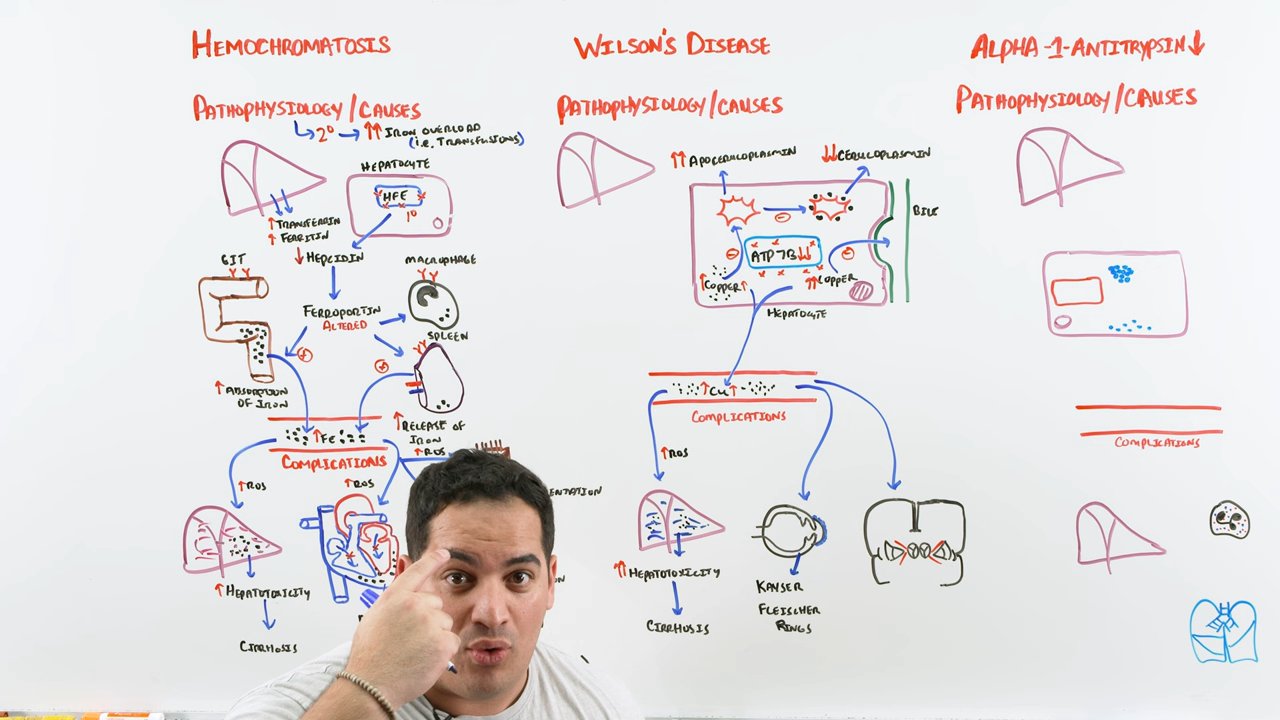 HEMOCHROMATOSIS
PATHOPHYSIOLOGY/CAUSES
2° → ↑↑ IRON OVERLOAD
(i.e. TRANSFUSIONS)
HEPATOCYTE
HFE
1°
↑ TRANSFERRIN
↑ FERRITIN
↓ HEPCIDIN
GIT
MACROPHAGE
FERROPORTIN
ALTERED
SPLEEN
↑ ABSORPTION
OF IRON
↑ RELEASE OF
IRON
↑ROS
↑Fe
COMPLICATIONS
↑ROS
↑ROS
↑ HEPATOTOXICITY
CIRRHOSIS
WILSON'S DISEASE
PATHOPHYSIOLOGY/CAUSES
↑↑ APOCERULOPLASMIN
↓↓ CERULOPLASMIN
BILE
ATP7B↓↓
↑COPPER↑
↑↑ COPPER
HEPATOCYTE
↑Cu↑
COMPLICATIONS
↑ROS
↑↑ HEPATOTOXICITY
CIRRHOSIS
KAYSER
FLEISCHER
RINGS
ALPHA-1-ANTITRYPSIN↓
PATHOPHYSIOLOGY/CAUSES
COMPLICATIONS